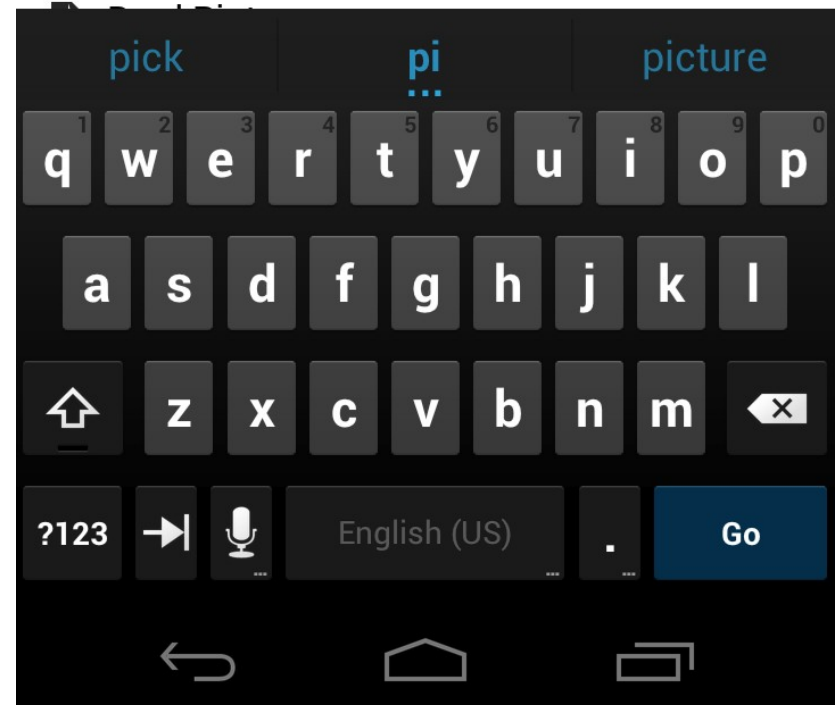 pick pi picture
1 2 3 4 5 6 7 8 9 0
q w e r t y u i o p
a s d f g h j k l
z x c v b n m
?123 English (US) . Go